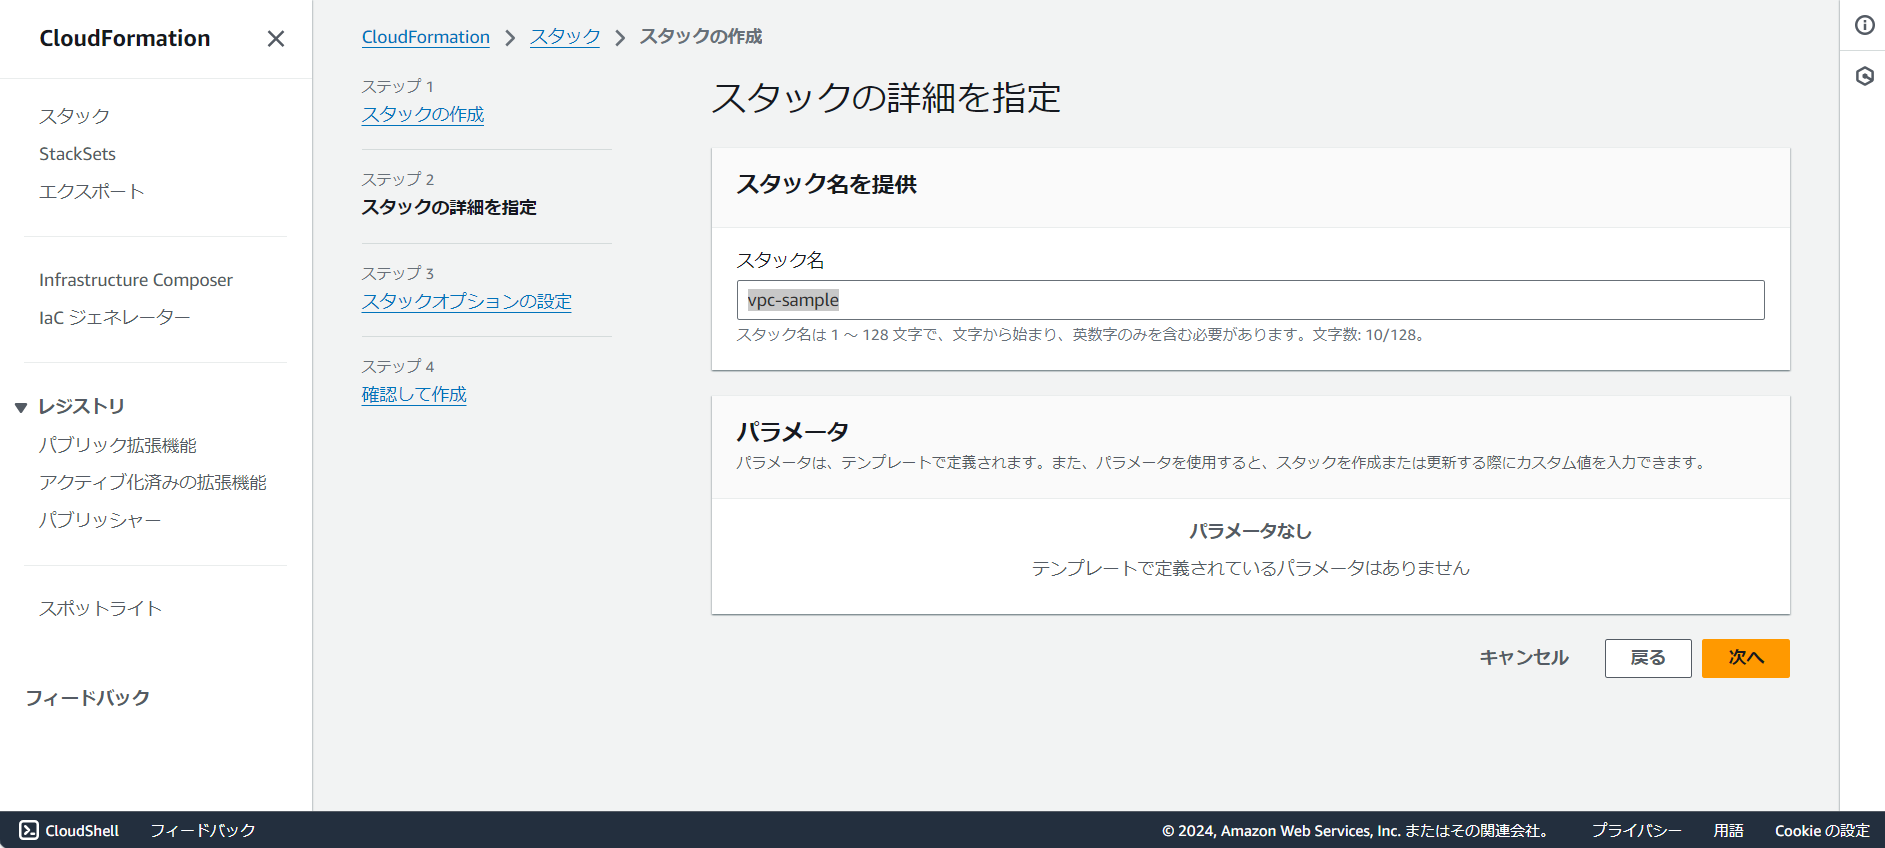 CloudFormation
スタック
StackSets
エクスポート
Infrastructure Composer
IaC ジェネレーター
レジストリ
パブリック拡張機能
アクティブ化済みの拡張機能
パブリッシャー
スポットライト
フィードバック
CloudFormation > スタック > スタックの作成
ステップ 1
スタックの作成
ステップ 2
スタックの詳細を指定
ステップ 3
スタックオプションの設定
ステップ 4
確認して作成
スタックの詳細を指定
スタック名を提供
スタック名
vpc-sample
スタック名は 1 ～ 128 文字で、文字から始まり、英数字のみを含む必要があります。文字数: 10/128。
パラメータ
パラメータは、テンプレートで定義されます。また、パラメータを使用すると、スタックを作成または更新する際にカスタム値を入力できます。
パラメータなし
テンプレートで定義されているパラメータはありません
キャンセル 戻る 次へ
CloudShell フィードバック © 2024, Amazon Web Services, Inc. またはその関連会社。 プライバシー 用語 Cookie の設定